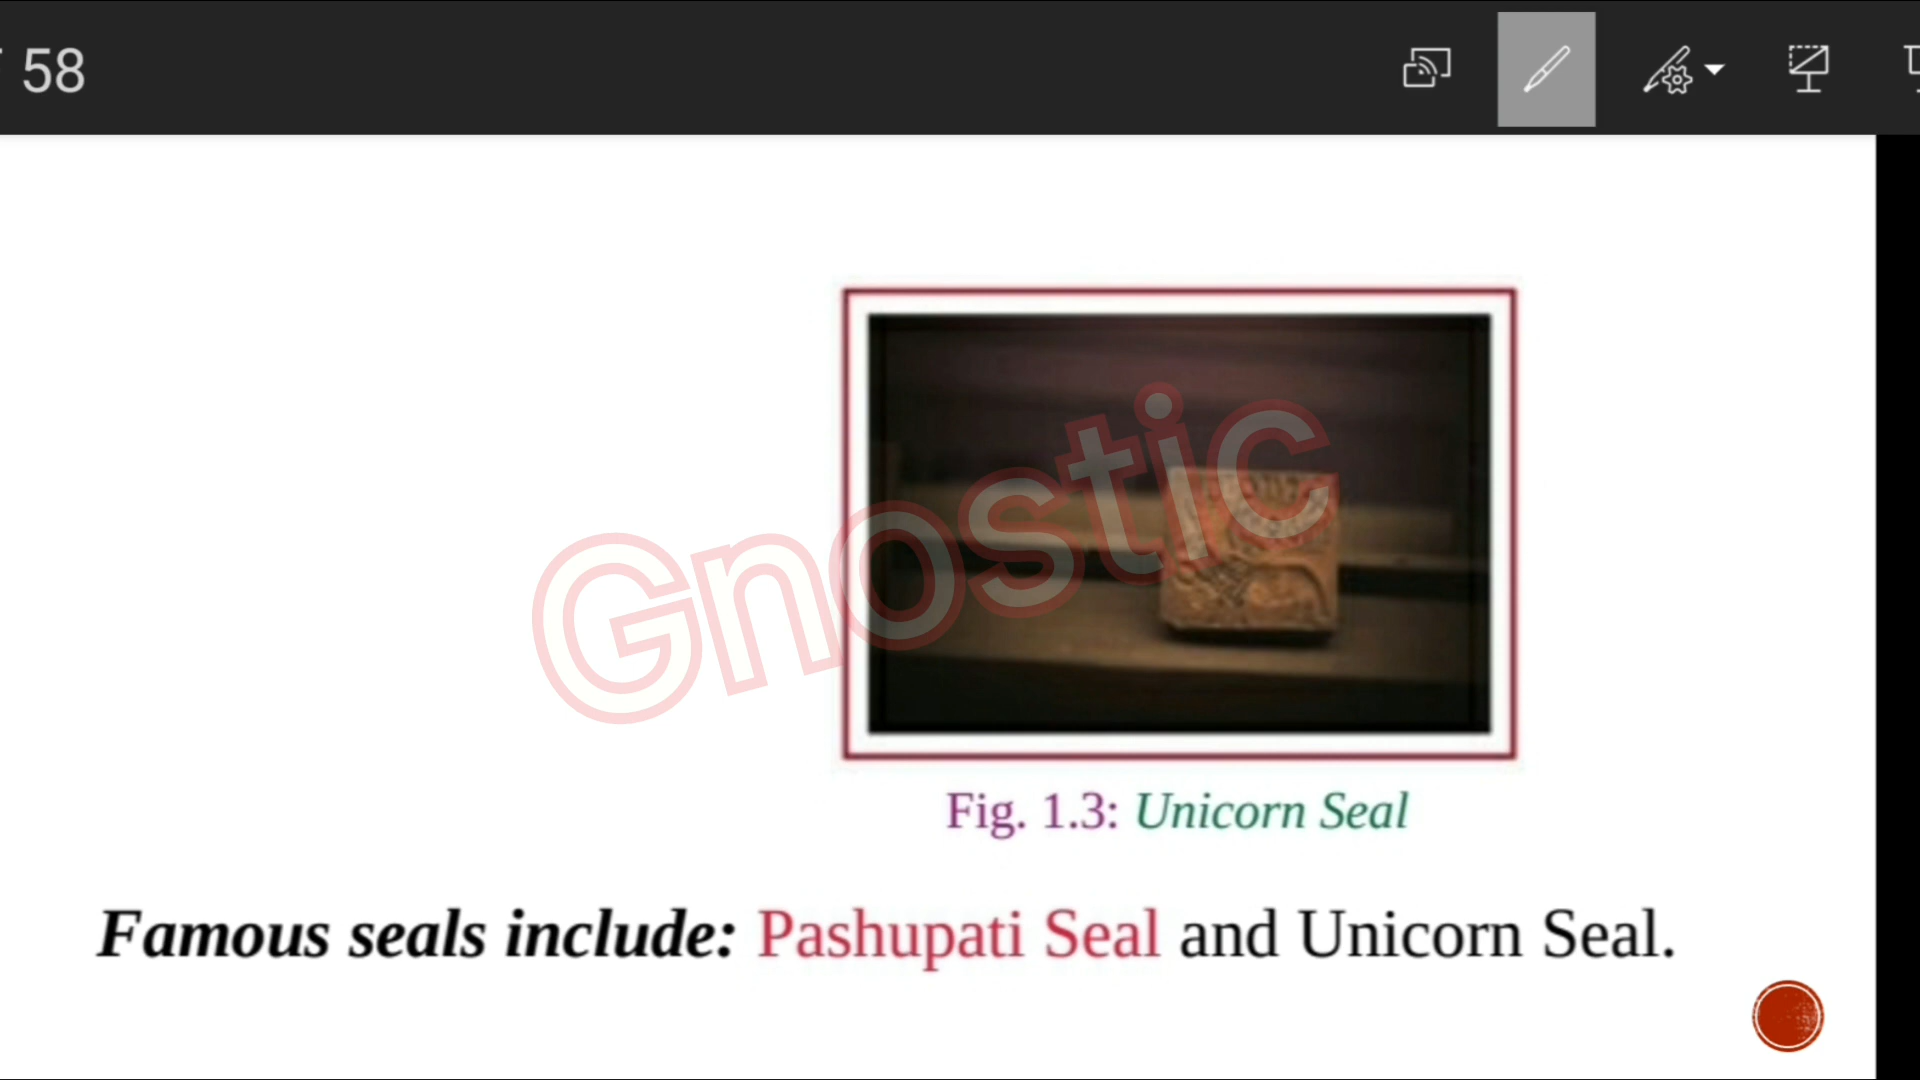 58
Gnostic
Fig. 1.3: Unicorn Seal
Famous seals include: Pashupati Seal and Unicorn Seal.